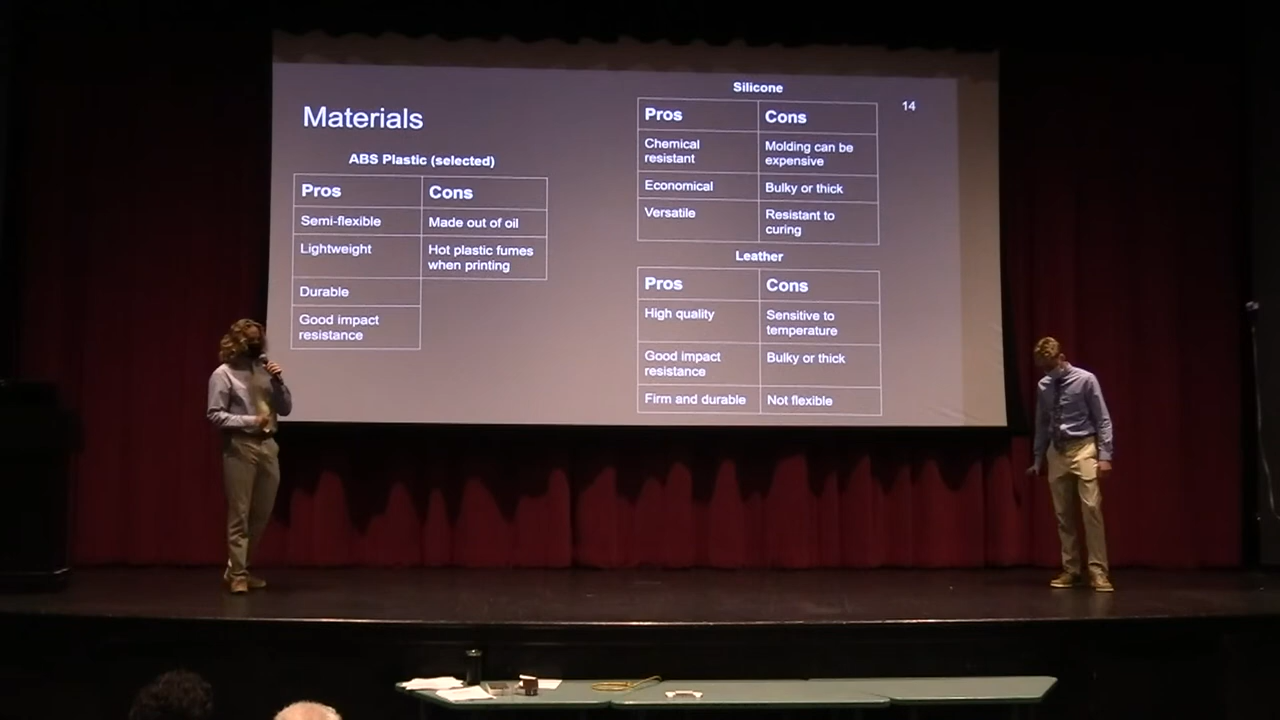 Materials
ABS Plastic (selected)
Pros
Cons
Semi-flexible
Made out of oil
Lightweight
Hot plastic fumes
when printing
Durable
Good impact
resistance
Silicone
14
Pros
Cons
Chemical
resistant
Molding can be
expensive
Economical
Bulky or thick
Versatile
Resistant to
curing
Leather
Pros
Cons
High quality
Sensitive to
temperature
Good impact
resistance
Bulky or thick
Firm and durable
Not flexible